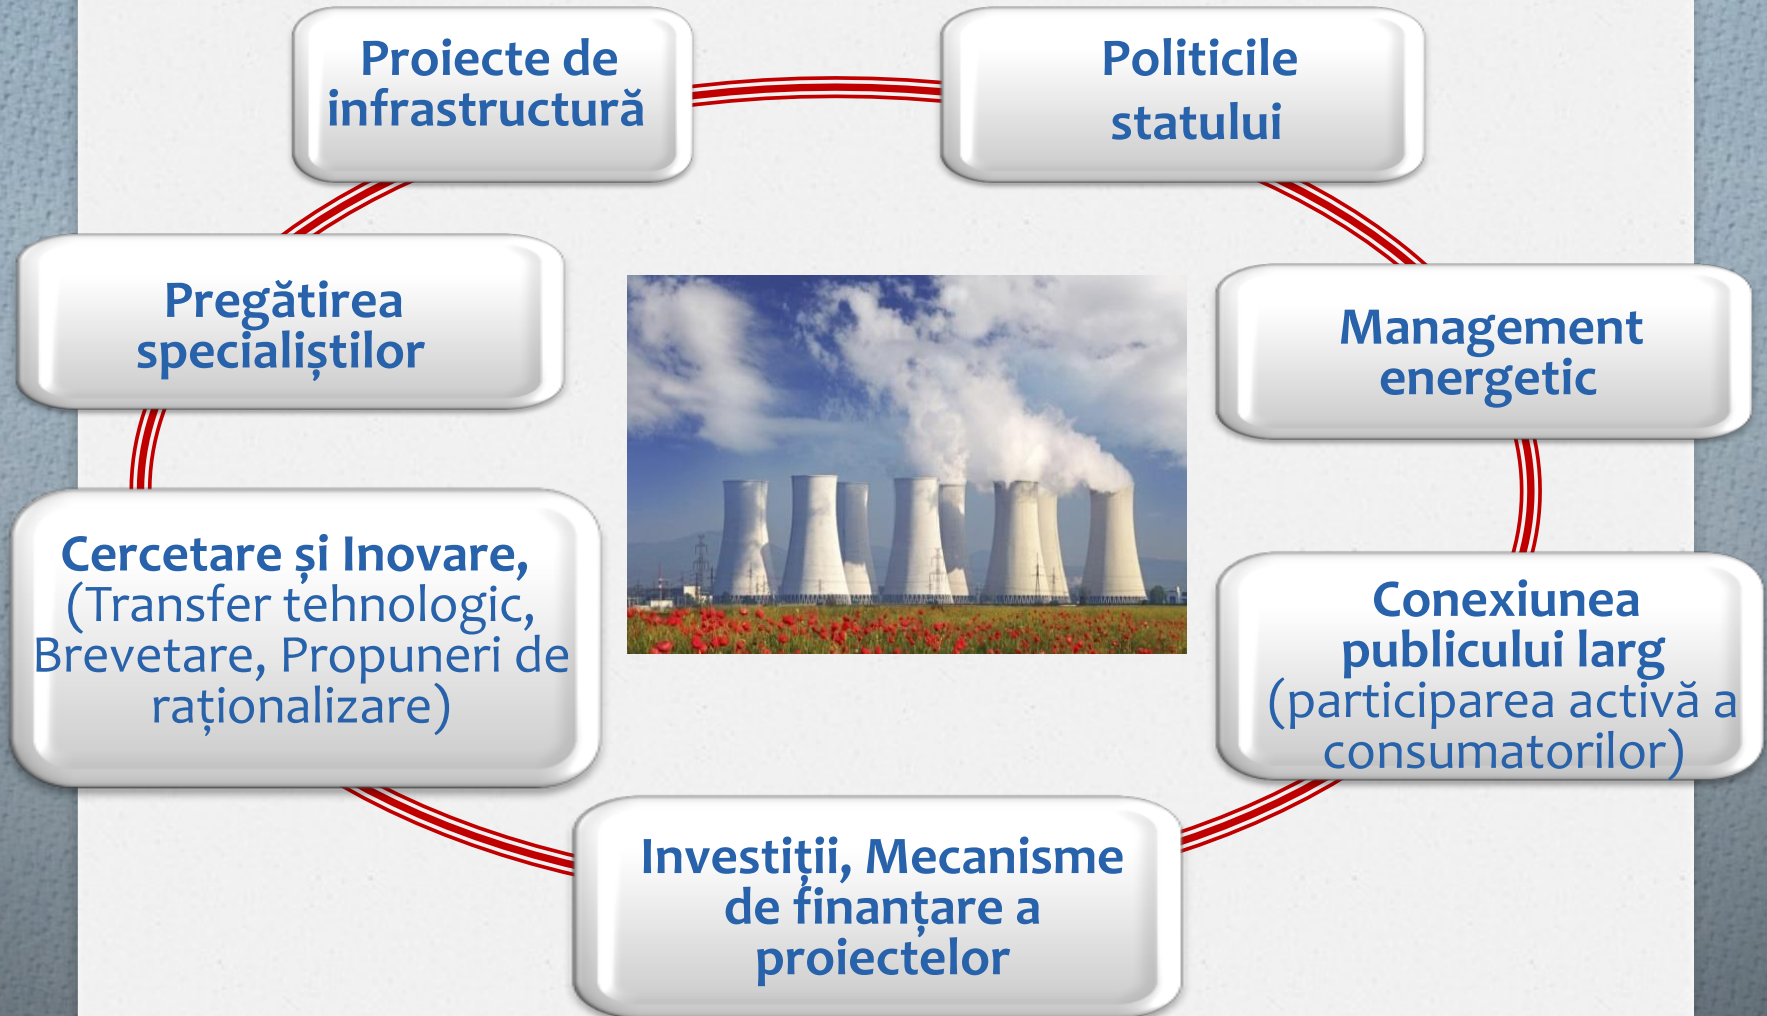 Proiecte de
infrastructură
Politicile
statului
Pregătirea
specialiștilor
Management
energetic
Cercetare și Inovare,
(Transfer tehnologic,
Brevetare, Propuneri de
raționalizare)
Conexiunea
publicului larg
(participarea activă a
consumatorilor)
Investiții, Mecanisme
de finanțare a
proiectelor